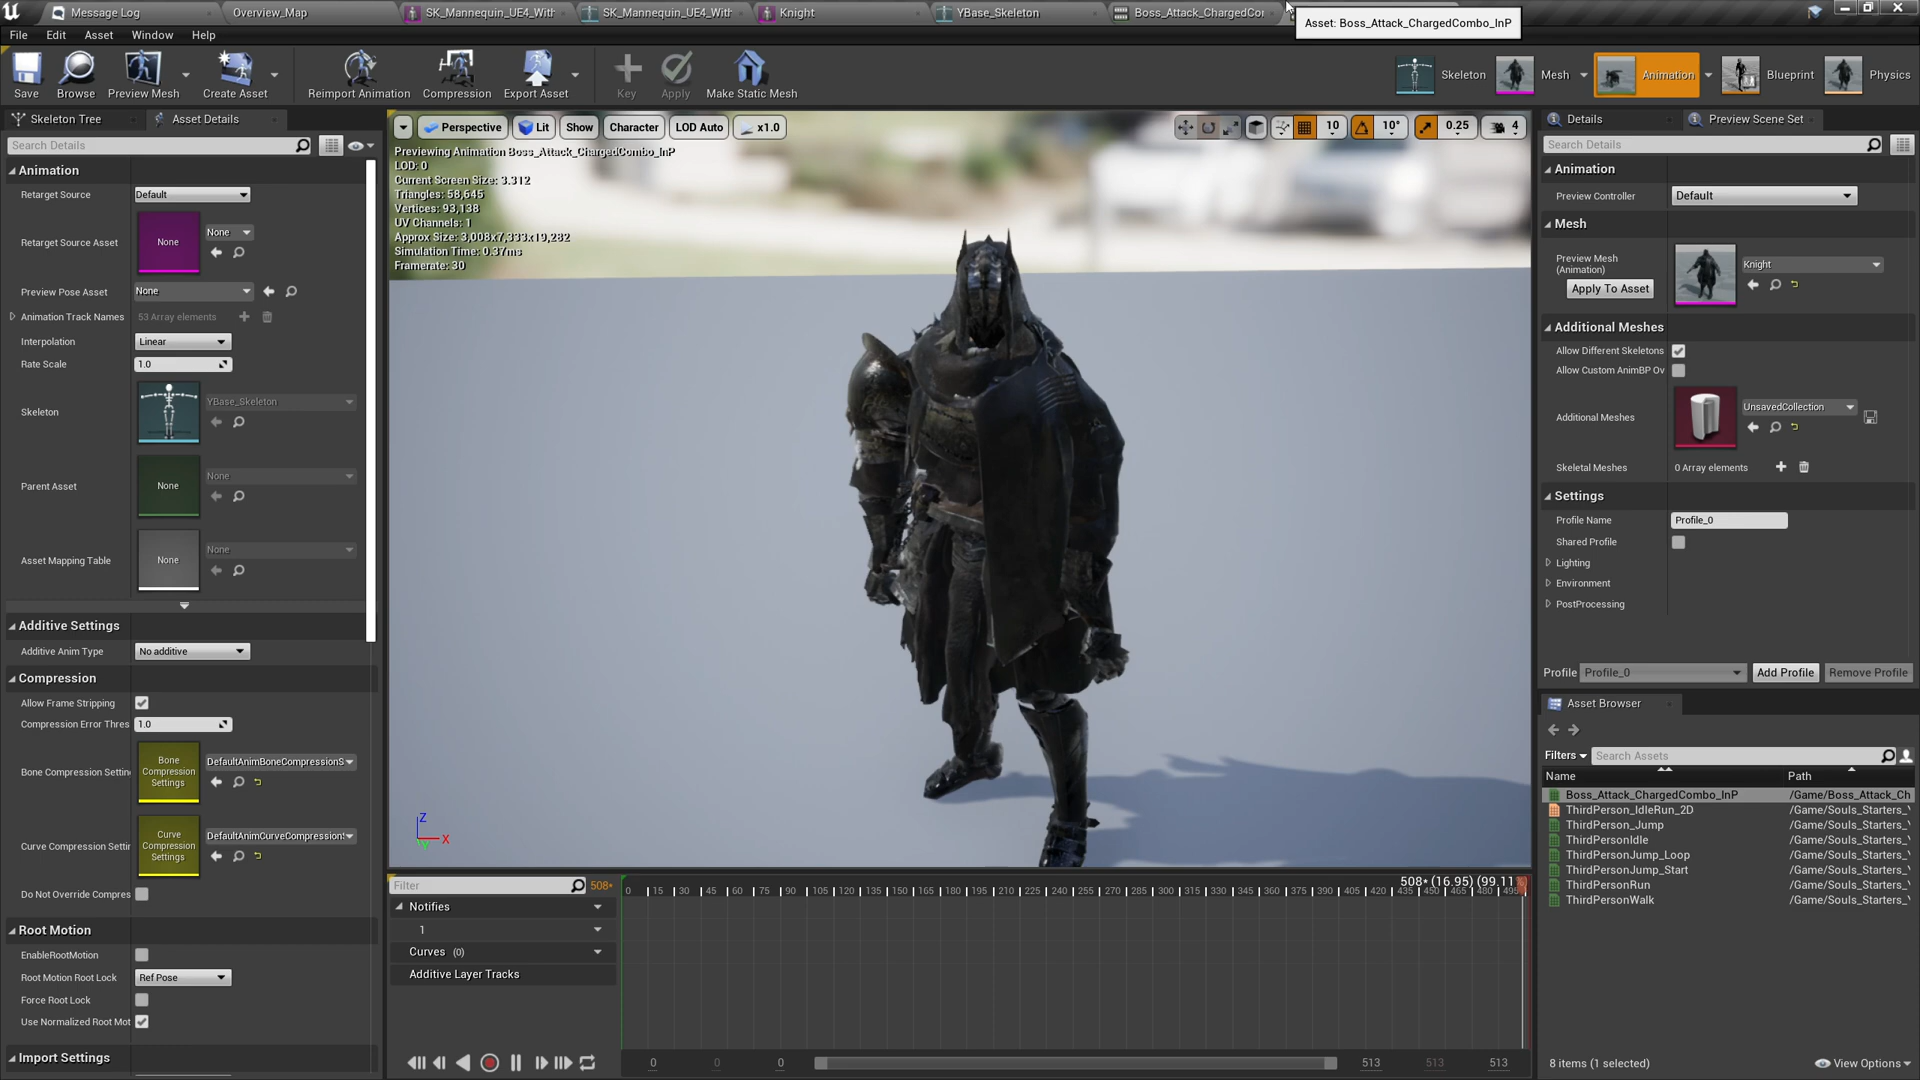 Message Log
Overview_Map
SK_Mannequin_UE4_With
SK_Mannequin_UE4_With
Knight
YBase_Skeleton
Boss_Attack_ChargedCo
Asset: Boss_Attack_ChargedCombo_InP
File Edit Asset Window Help
Save
Browse
Preview Mesh
Create Asset
Reimport Animation
Compression
Export Asset
Key
Apply
Make Static Mesh
Skeleton
Mesh
Animation
Blueprint
Physics
Skeleton Tree
Asset Details
Search Details
Animation
Retarget Source Default
Retarget Source Asset None None
Preview Pose Asset None
Animation Track Names 53 Array elements
Interpolation Linear
Rate Scale 1.0
Skeleton YBase_Skeleton
Parent Asset None None
Asset Mapping Table None None
Additive Settings
Additive Anim Type No additive
Compression
Allow Frame Stripping
Compression Error Thres 1.0
Bone Compression Settin
Bone
Compression
Settings
DefaultAnimBoneCompressionS
Curve Compression Settin
Curve
Compression
Settings
DefaultAnimCurveCompression
Do Not Override Compres
Root Motion
EnableRootMotion
Root Motion Root Lock Ref Pose
Force Root Lock
Use Normalized Root Mot
Import Settings
Perspective Lit Show Character LOD Auto x1.0
10 10° 0.25 4
Previewing Animation Boss_Attack_ChargedCombo_InP
LOD: 0
Current Screen Size: 3.312
Triangles: 58,645
Vertices: 93,138
UV Channels: 1
Approx Size: 3,008x7,333x19,282
Simulation Time: 0.37ms
Framerate: 30
Z
X
Y
Filter 508*
508* (16.95) (99.11
0 15 30 45 60 75 90 105 120 135 150 165 180 195 210 225 240 255 270 285 300 315 330 345 360 375 390 405 420 435 450 465 480 495
Notifies
1
Curves (0)
Additive Layer Tracks
0 0 0 513 513 513
Details
Preview Scene Set
Search Details
Animation
Preview Controller Default
Mesh
Preview Mesh
(Animation)
Apply To Asset
Knight
Additional Meshes
Allow Different Skeletons
Allow Custom AnimBP Ov
Additional Meshes UnsavedCollection
Skeletal Meshes 0 Array elements
Settings
Profile Name Profile_0
Shared Profile
Lighting
Environment
PostProcessing
Profile Profile_0 Add Profile Remove Profile
Asset Browser
Filters Search Assets
Name Path
Boss_Attack_ChargedCombo_InP /Game/Boss_Attack_Ch
ThirdPerson_IdleRun_2D /Game/Souls_Starters_
ThirdPerson_Jump /Game/Souls_Starters_
ThirdPersonIdle /Game/Souls_Starters_
ThirdPersonJump_Loop /Game/Souls_Starters_
ThirdPersonJump_Start /Game/Souls_Starters_
ThirdPersonRun /Game/Souls_Starters_
ThirdPersonWalk /Game/Souls_Starters_
8 items (1 selected) View Options